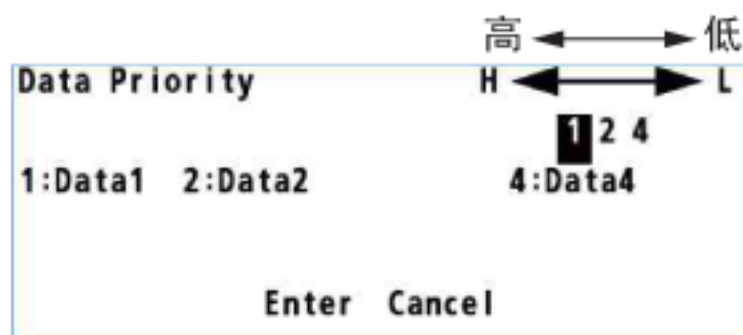 高 低
Data Priority H L
1 2 4
1:Data1 2:Data2 4:Data4
Enter Cancel